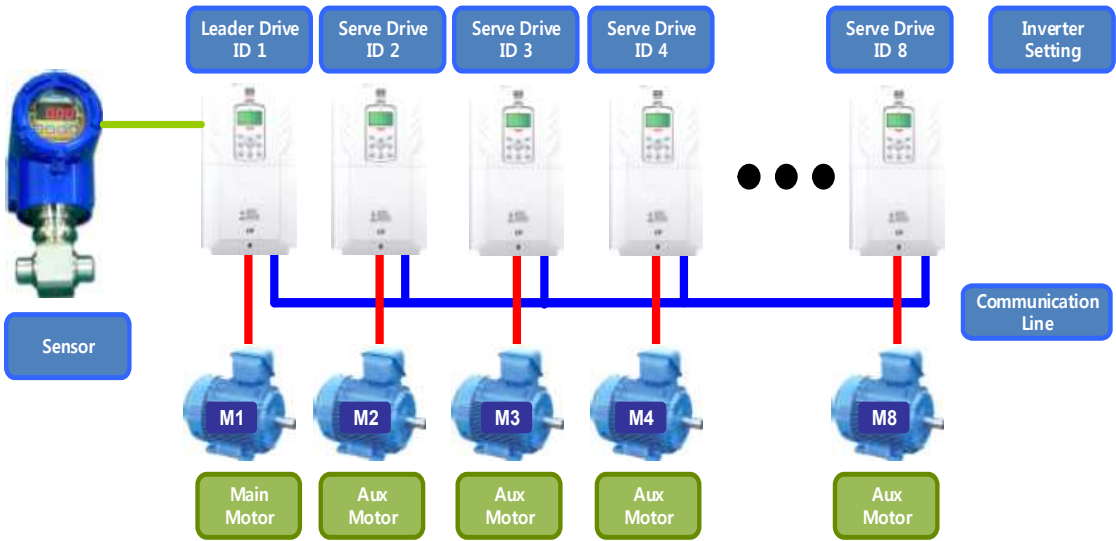 Leader Drive
ID 1
Serve Drive
ID 2
Serve Drive
ID 3
Serve Drive
ID 4
Serve Drive
ID 8
Inverter
Setting
Communication
Line
Sensor
M1
M2
M3
M4
M8
Main
Motor
Aux
Motor
Aux
Motor
Aux
Motor
Aux
Motor